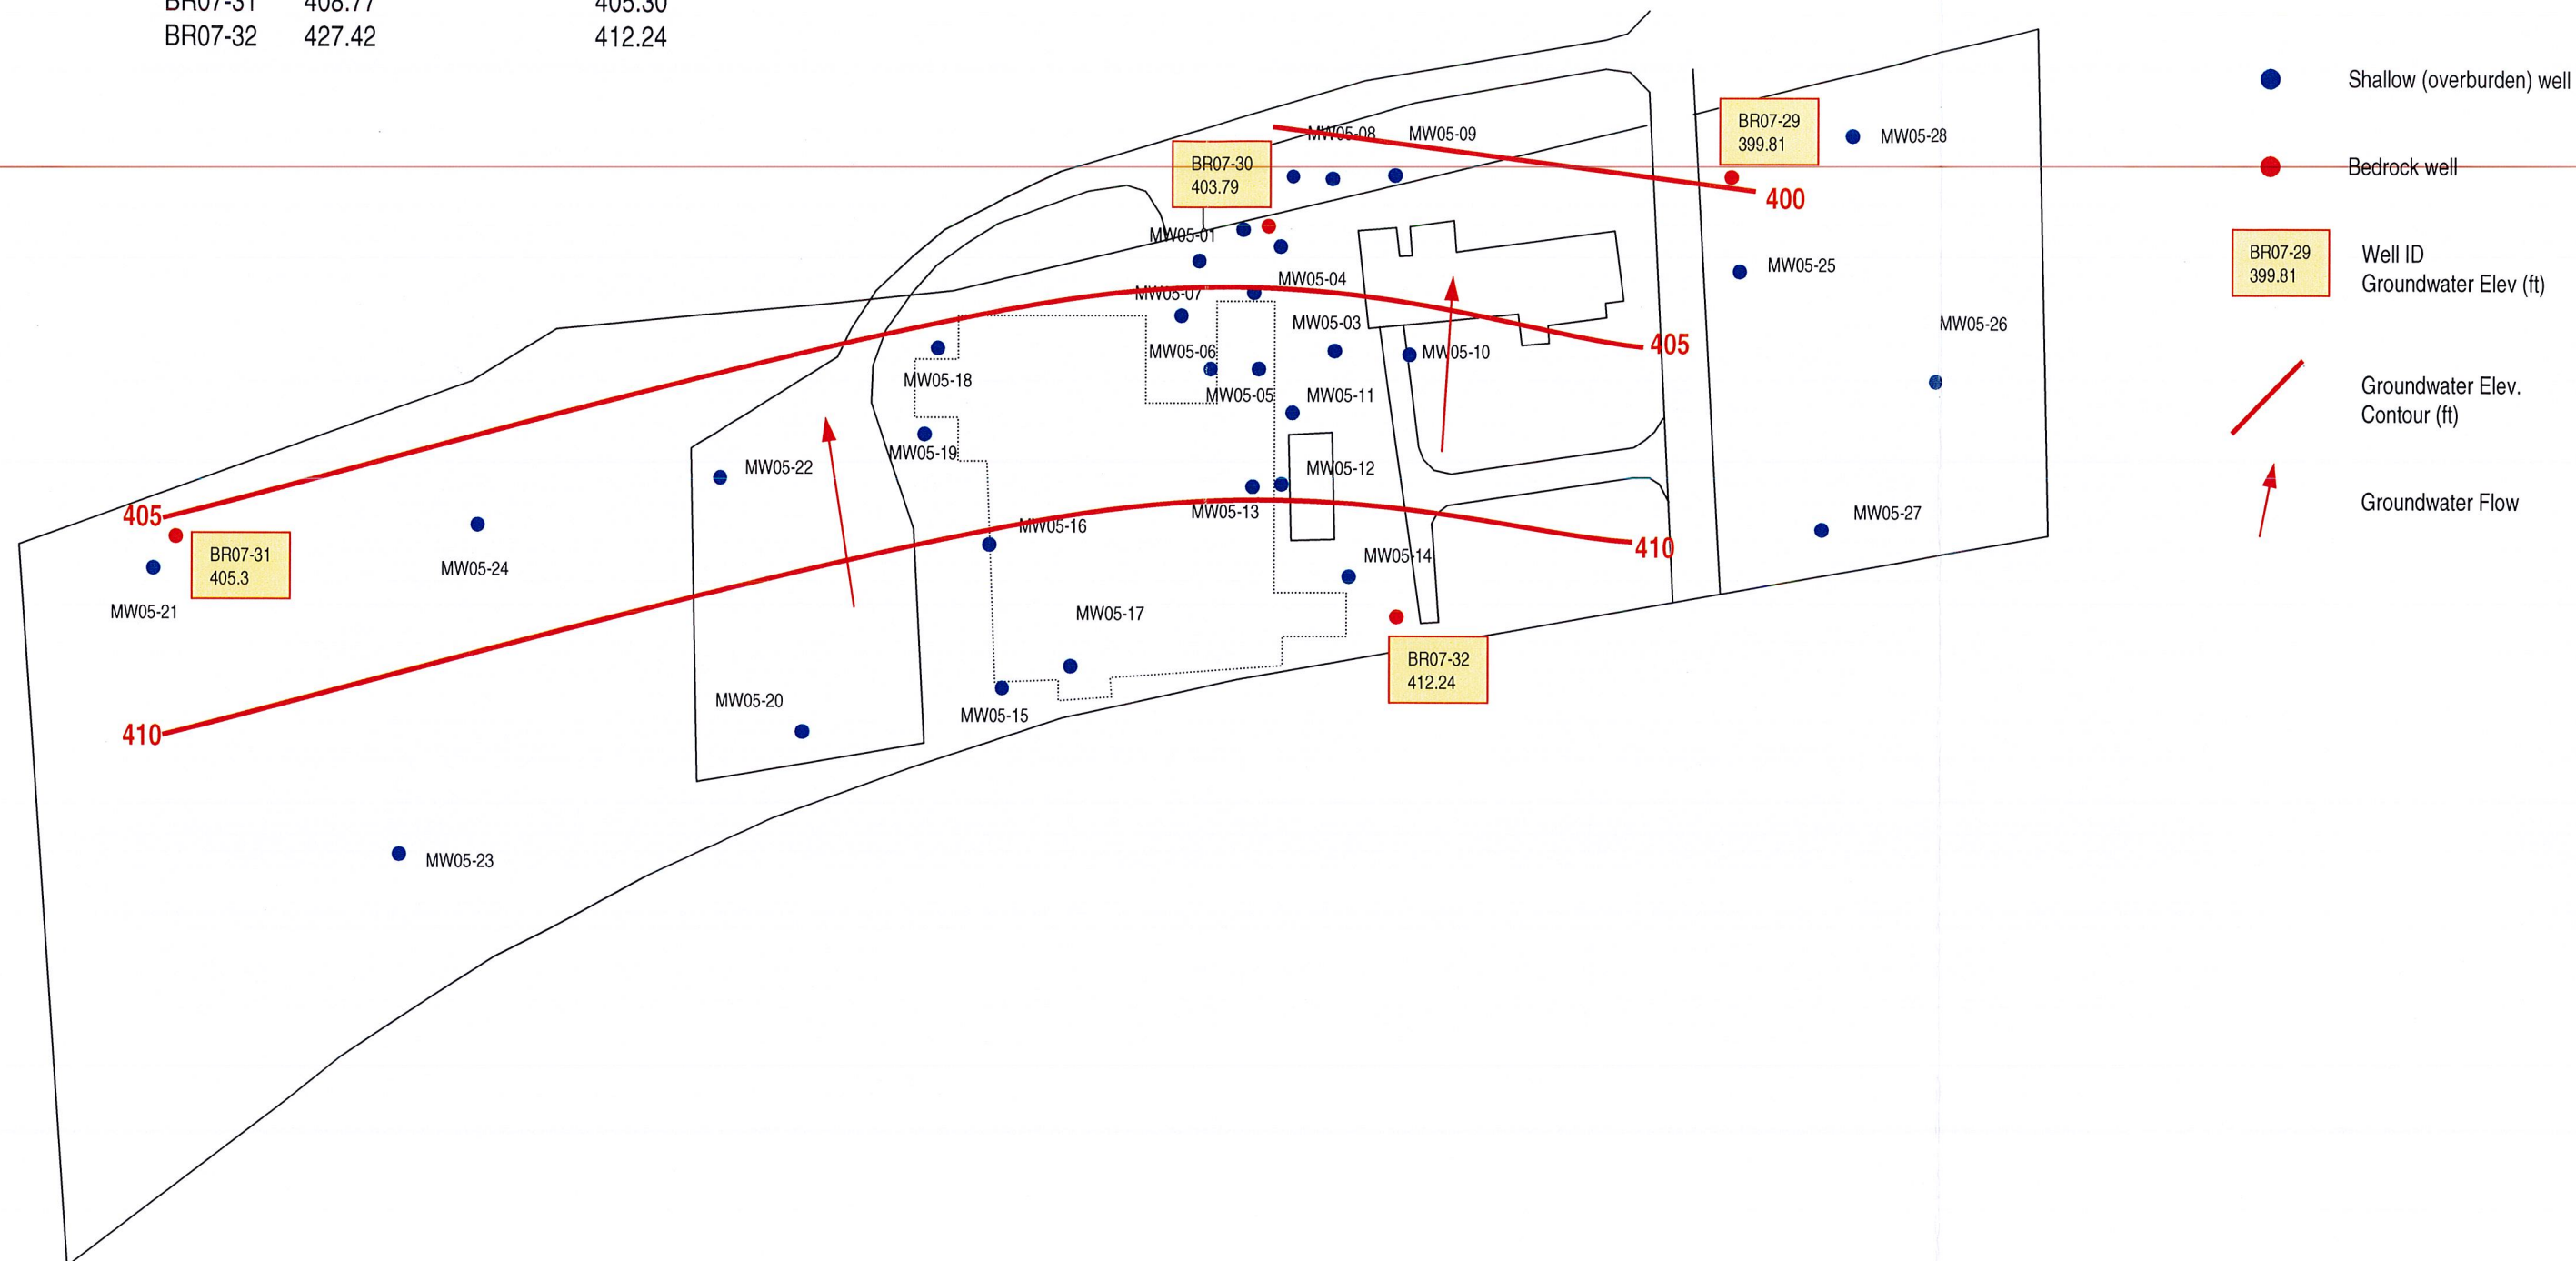 BR07-31 408.77 405.30
BR07-32 427.42 412.24
Shallow (overburden) well
Bedrock well
BR07-29
399.81
Well ID
Groundwater Elev (ft)
Groundwater Elev.
Contour (ft)
Groundwater Flow
MW05-08
MW05-09
BR07-29
399.81
MW05-28
BR07-30
403.79
400
MW05-01
MW05-25
MW05-04
MW05-07
MW05-03
MW05-26
405
MW05-06
MW05-10
MW05-18
MW05-05
MW05-11
MW05-19
MW05-22
MW05-12
405
MW05-13
MW05-27
MW05-16
410
BR07-31
405.3
MW05-24
MW05-14
MW05-21
MW05-17
BR07-32
412.24
MW05-20
MW05-15
410
MW05-23